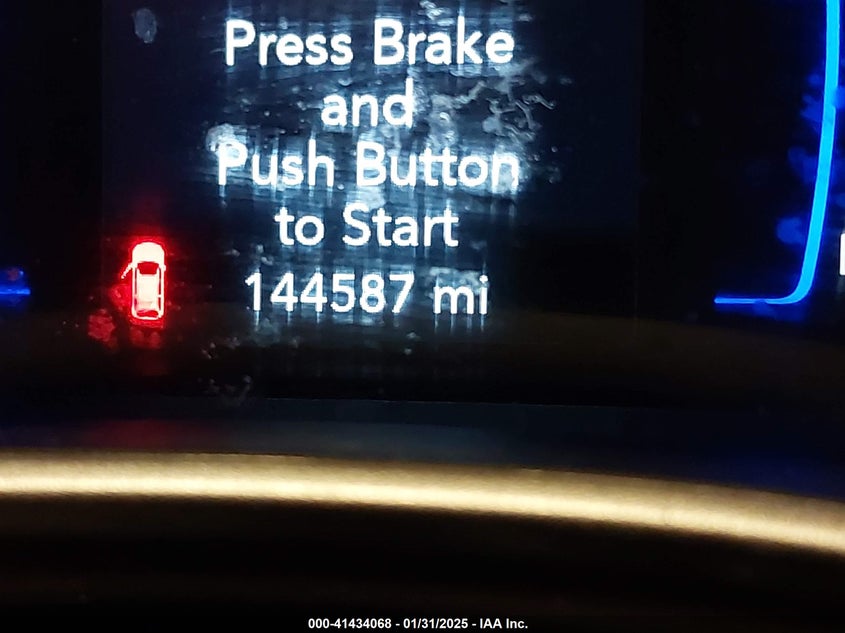 Press Brake
and
Push Button
to Start
144587 mi
000-41434068 - 01/31/2025 - IAA Inc.